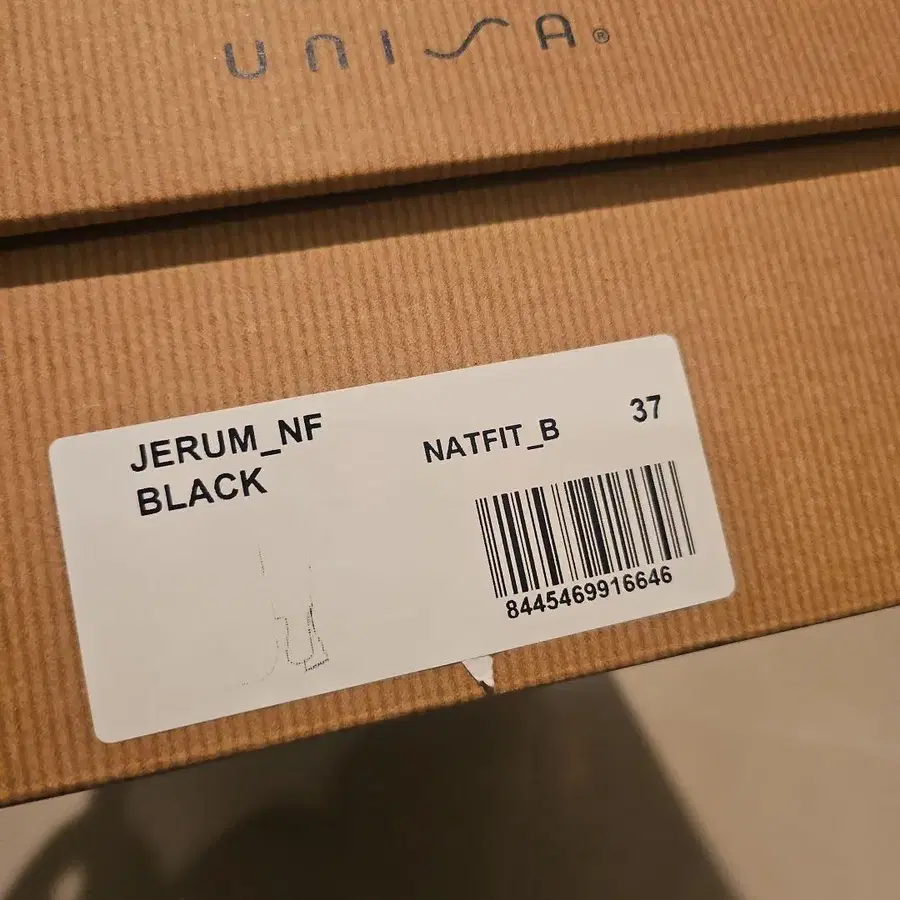 UNISA®
JERUM_NF
BLACK
NATFIT_B
37
8445469916646